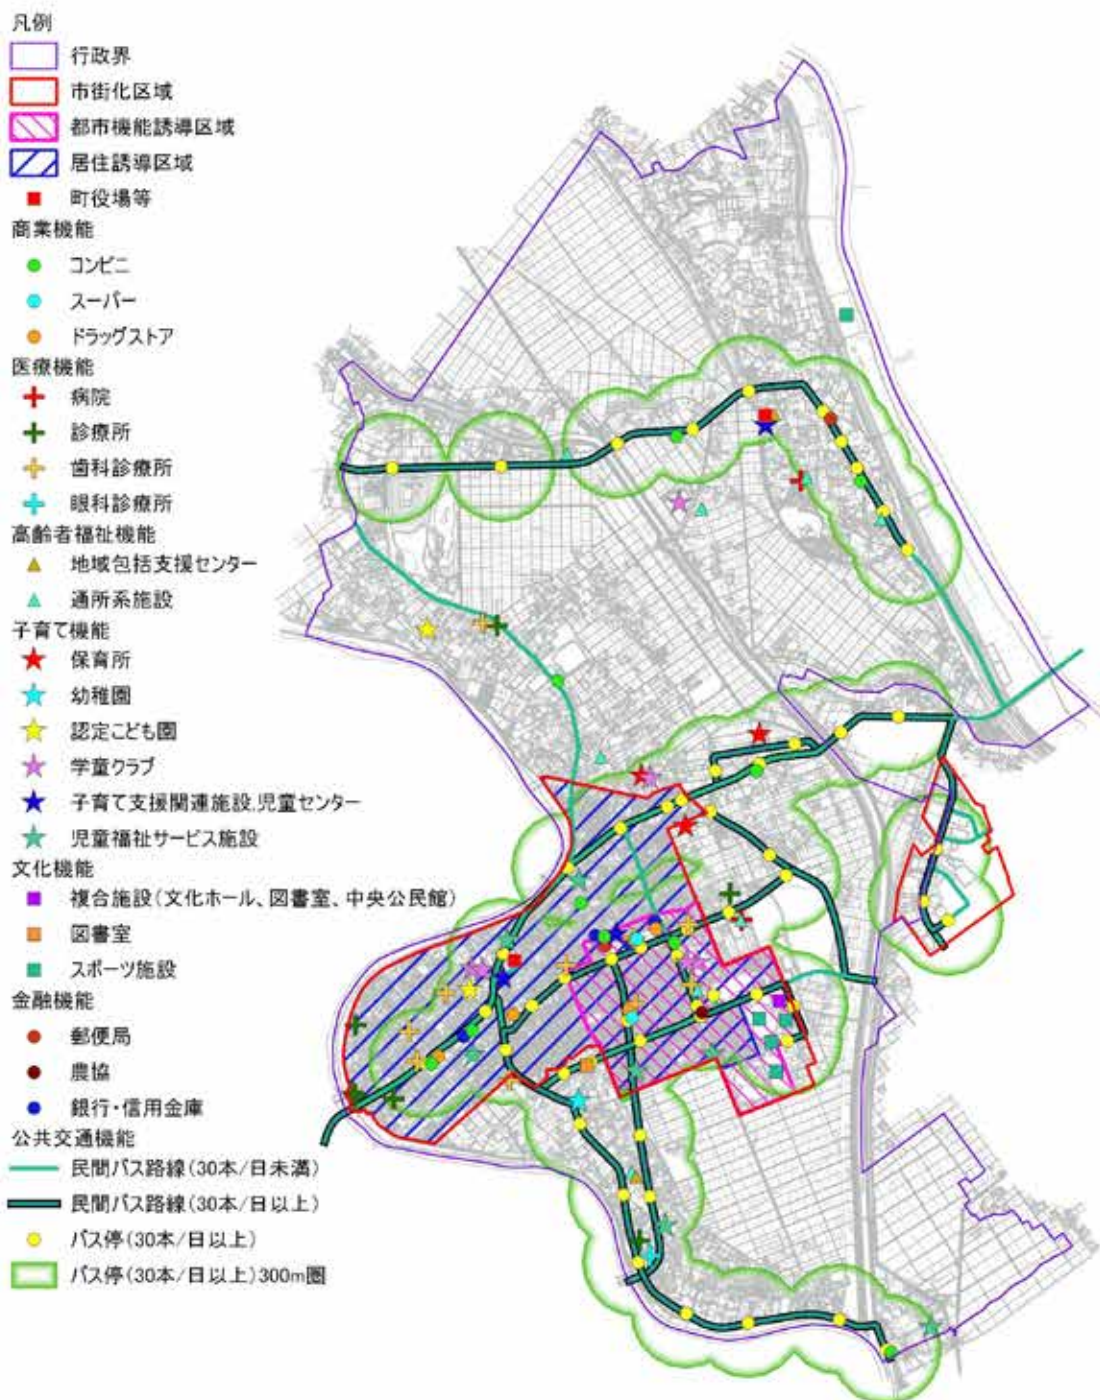 凡例
行政界
市街化区域
都市機能誘導区域
居住誘導区域
町役場等
商業機能
コンビニ
スーパー
ドラッグストア
医療機能
病院
診療所
歯科診療所
眼科診療所
高齢者福祉機能
地域包括支援センター
通所系施設
子育て機能
保育所
幼稚園
認定こども園
学童クラブ
子育て支援関連施設,児童センター
児童福祉サービス施設
文化機能
複合施設(文化ホール、図書室、中央公民館)
図書室
スポーツ施設
金融機能
郵便局
農協
銀行・信用金庫
公共交通機能
民間バス路線(30本/日未満)
民間バス路線(30本/日以上)
バス停(30本/日以上)
バス停(30本/日以上)300m圏